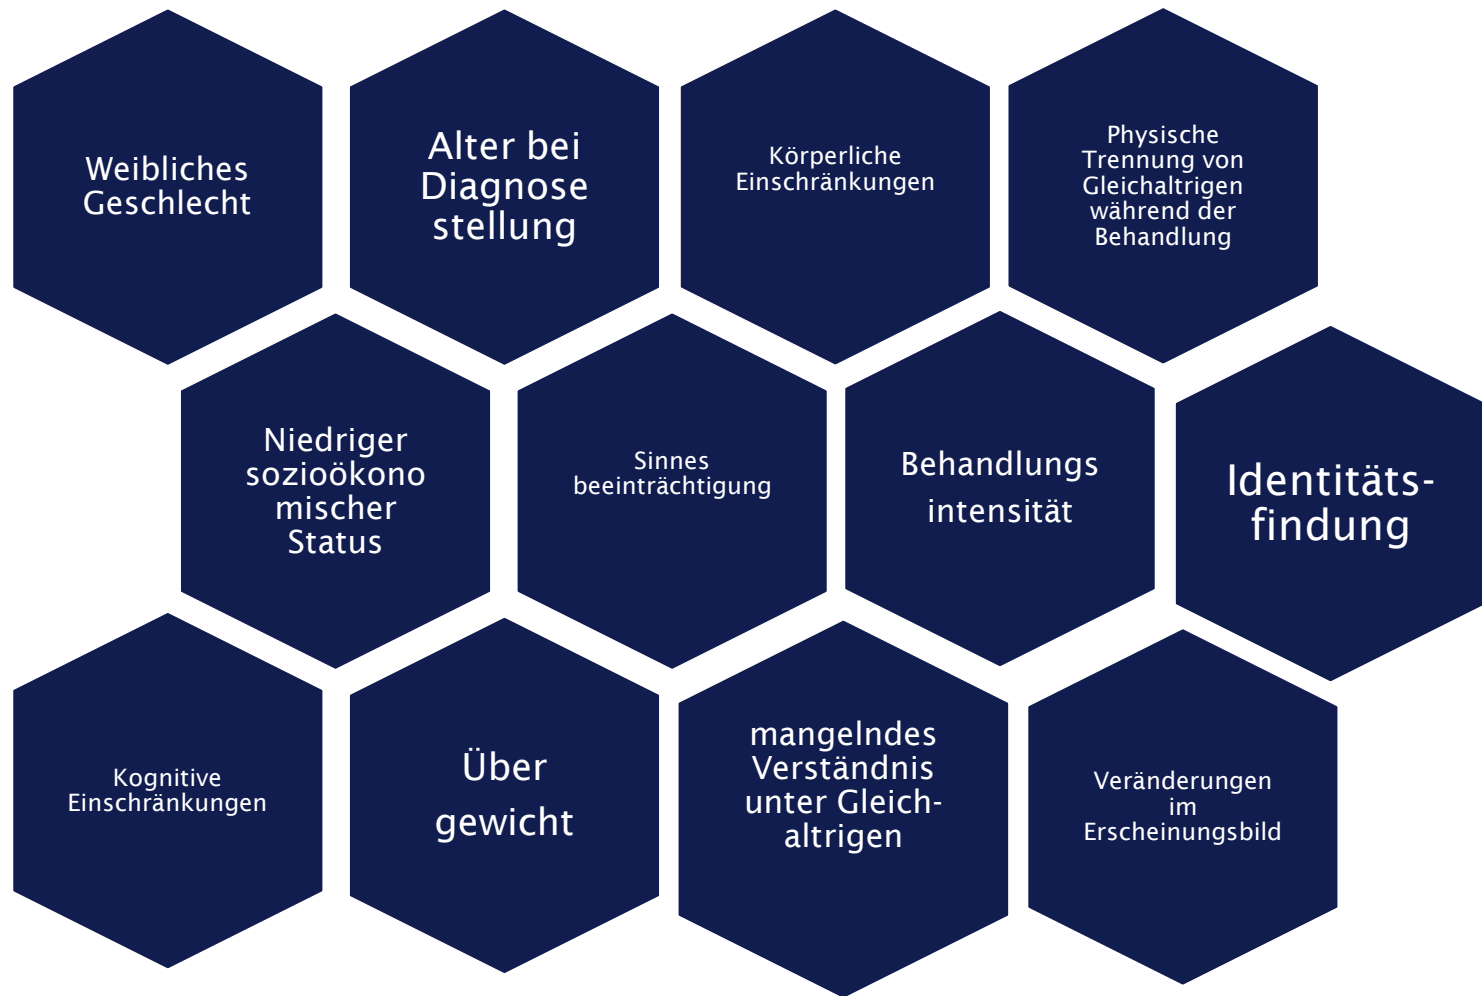 Weibliches
Geschlecht
Alter bei
Diagnose
stellung
Körperliche
Einschränkungen
Physische
Trennung von
Gleichaltrigen
während der
Behandlung
Niedriger
sozioökono
mischer
Status
Sinnes
beeinträchtigung
Behandlungs
intensität
Identitäts-
findung
Kognitive
Einschränkungen
Über
gewicht
mangelndes
Verständnis
unter Gleich-
altrigen
Veränderungen
im
Erscheinungsbild